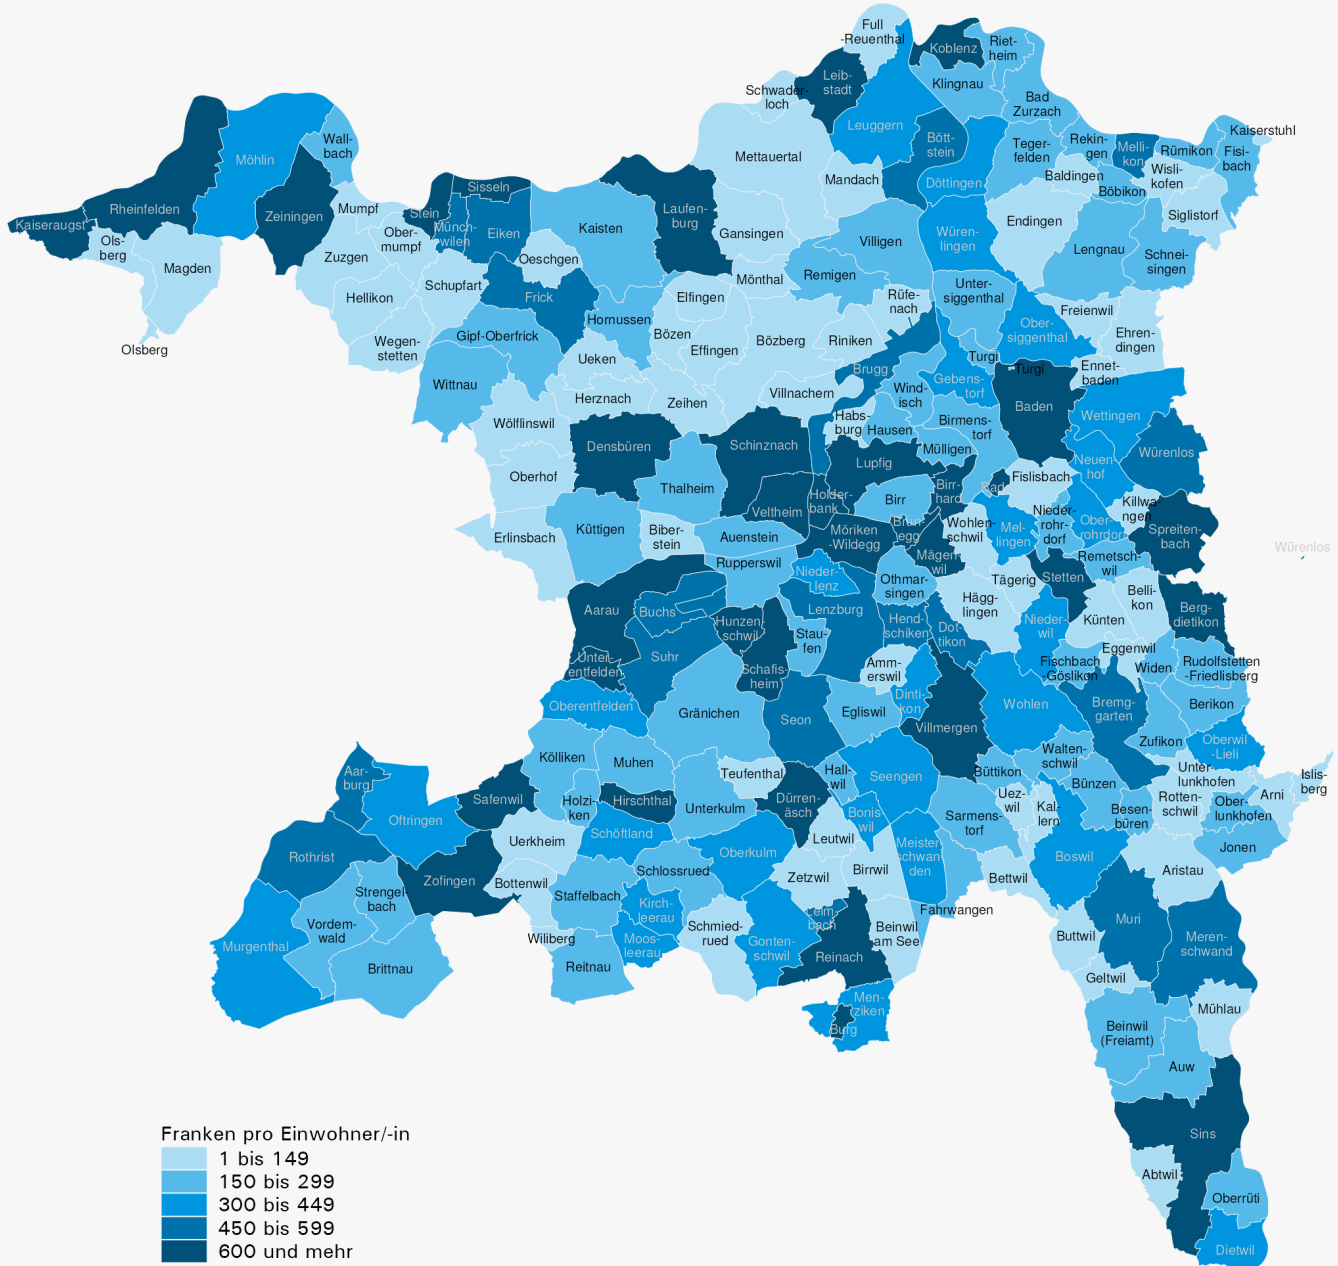 Full
-Reuenthal
Koblenz
Riet-
heim
Leib-
stadt
Klingnau
Schwader-
loch
Bad
Zurzach
Leuggern
Kaiserstuhl
Wall-
bach
Bött-
stein
Teger-
felden
Rekin-
gen
Melli-
kon
Rümikon
Fisi-
bach
Möhlin
Mettauertal
Mandach
Döttingen
Baldingen
Wisli-
kofen
Böbikon
Sisseln
Rheinfelden
Zeiningen
Mumpf
Stein
Laufen-
burg
Siglistorf
Kaiseraugst
Ober-
mumpf
Münch-
wilen
Eiken
Kaisten
Gansingen
Villigen
Würen-
lingen
Endingen
Ols-
berg
Zuzgen
Oeschgen
Lengnau
Schnei-
singen
Magden
Mönthal
Remigen
Hellikon
Schupfart
Frick
Elfingen
Rüfe-
nach
Unter-
siggenthal
Freienwil
Olsberg
Wegen-
stetten
Gipf-Oberfrick
Hornussen
Bözen
Effingen
Bözberg
Riniken
Ober-
siggenthal
Ehren-
dingen
Ueken
Turgi
Turgi
Ennet-
baden
Wittnau
Herznach
Zeihen
Villnachern
Brugg
Wind-
isch
Gebens-
torf
Baden
Wettingen
Wölflinswil
Habs-
burg
Hausen
Birmens-
torf
Densbüren
Schinznach
Mülligen
Lupfig
Neuen-
hof
Würenlos
Oberhof
Thalheim
Birr
Birr-
hard
Bad
Fislisbach
Veltheim
Holder-
bank
Killwa-
ngen
Erlinsbach
Küttigen
Biber-
stein
Auenstein
Möriken
-Wildegg
Brun-
egg
Wohlen-
schwil
Mel-
lingen
Nieder-
rohr-
dorf
Ober-
rohrdor
Spreiten-
bach
Würenlos
Rupperswil
Mägen-
wil
Remetsch-
wil
Nieder-
lenz
Othmar-
singen
Tägerig
Stetten
Aarau
Buchs
Lenzburg
Hägg-
lingen
Belli-
kon
Berg-
dietikon
Hunzen-
schwil
Stau-
fen
Hend-
schiken
Dot-
tikon
Nieder-
wil
Künten
Unter-
entfelden
Suhr
Schafis-
heim
Amm-
erswil
Fischbach
-Göslikon
Eggenwil
Widen
Rudolfstetten
-Friedlisberg
Oberentfelden
Gränichen
Seon
Egliswil
Dinti-
kon
Villmergen
Wohlen
Bremg-
garten
Berikon
Kölliken
Muhen
Teufenthal
Hall-
wil
Seengen
Büttikon
Walten-
schwil
Zufikon
Oberwil
-Lieli
Aar-
burg
Safenwil
Holzi-
ken
Hirschthal
Unterkulm
Dürren-
äsch
Uez-
wil
Kal-
lern
Bünzen
Besen-
büren
Unter-
lunkhofen
Rotten-
schwil
Ober-
lunkhofen
Arni
Islis-
berg
Oftringen
Uerkheim
Schöftland
Leutwil
Bonis-
wil
Sarmens-
torf
Rothrist
Oberkulm
Meister-
schwan-
den
Boswil
Jonen
Zofingen
Bottenwil
Schlossrued
Zetzwil
Birrwil
Bettwil
Aristau
Strengel-
bach
Staffelbach
Kirch-
leerau
Leim-
bach
Fahrwangen
Vordem-
wald
Wiliberg
Moos-
leerau
Schmied-
rued
Gonten-
schwil
Reinach
Beinwil
am See
Buttwil
Muri
Meren-
schwand
Murgenthal
Brittnau
Reitnau
Geltwil
Men-
ziken
Burg
Mühlau
Beinwil
(Freiamt)
Auw
Sins
Abtwil
Oberrüti
Dietwil
Franken pro Einwohner/-in
1 bis 149
150 bis 299
300 bis 449
450 bis 599
600 und mehr